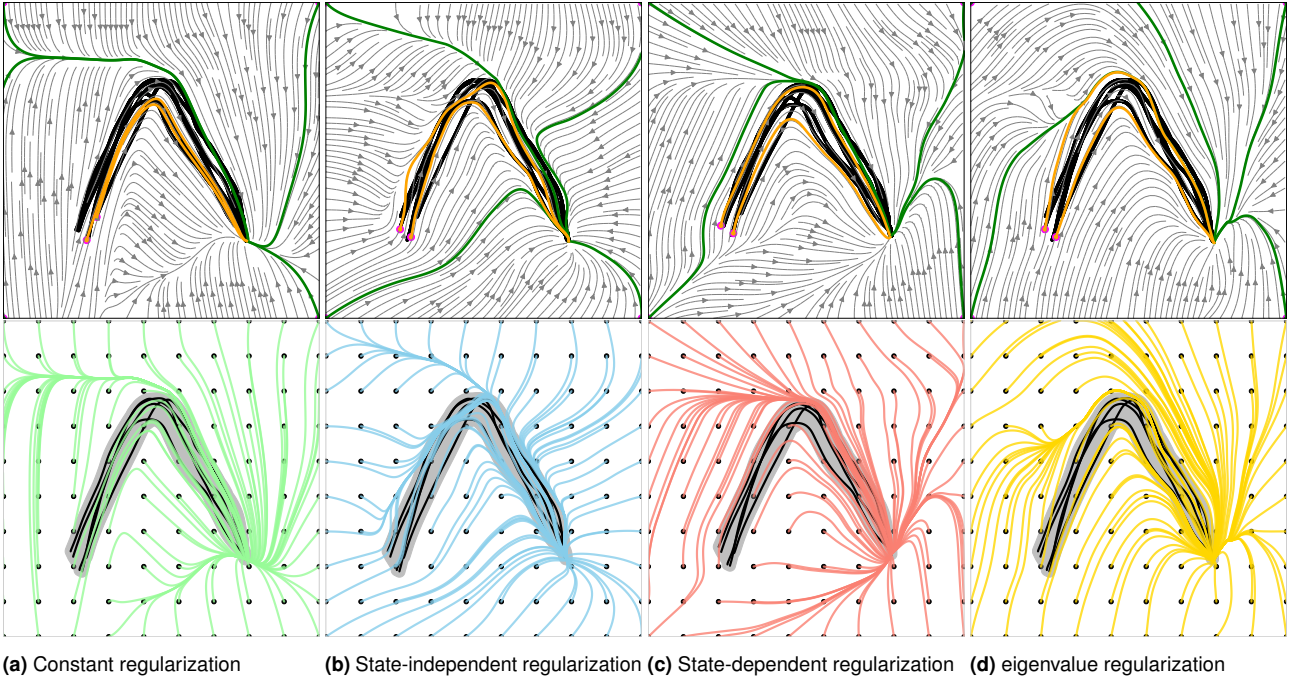 (a) Constant regularization
(b) State-independent regularization
(c) State-dependent regularization
(d) eigenvalue regularization